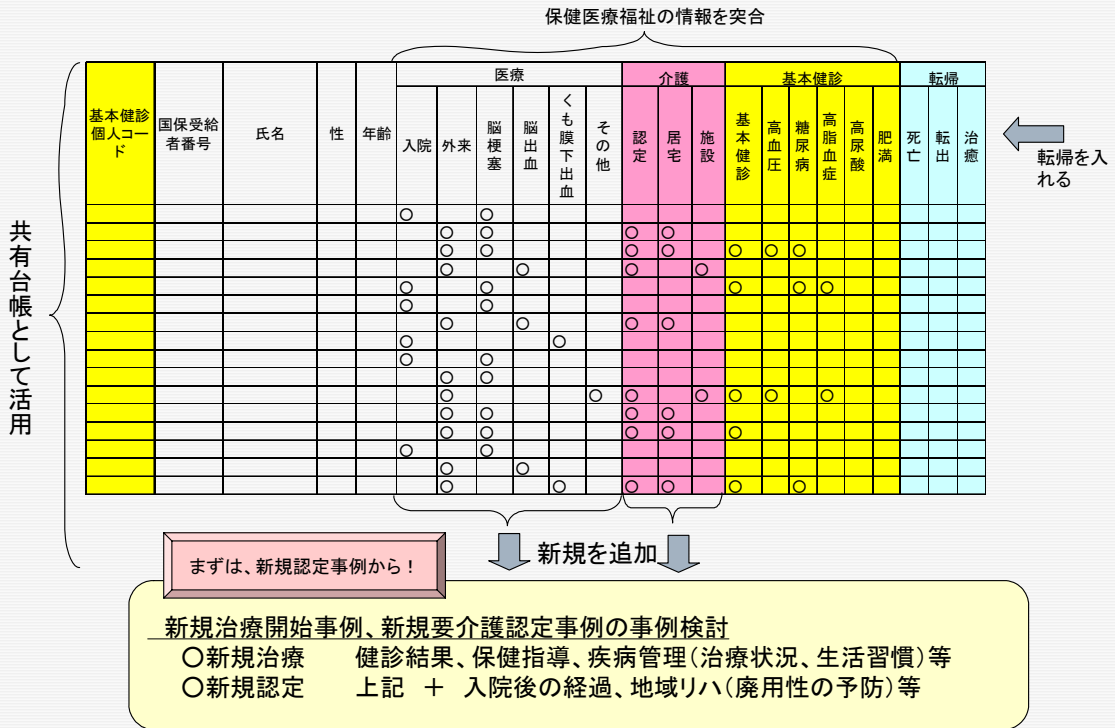 保健医療福祉の情報を突合
基本健診
個人コー
ド
国保受給
者番号
氏名
性
年齢
医療
介護
基本健診
転帰
入院
外来
脳梗塞
脳出血
くも膜下出血
その他
認定
居宅
施設
基本健診
高血圧
糖尿病
高脂血症
高尿酸
肥満
死亡
転出
治癒
転帰を入
れる
○ ○
○ ○ ○ ○
○ ○ ○ ○ ○ ○ ○
○ ○ ○ ○
○ ○ ○ ○ ○
○ ○
○ ○ ○ ○
○ ○
○ ○
○ ○
○ ○ ○ ○ ○ ○ ○
○ ○ ○ ○
○ ○ ○ ○ ○
○ ○
○ ○
○ ○ ○ ○ ○ ○
共有台帳として活用
新規を追加
まずは、新規認定事例から!
新規治療開始事例、新規要介護認定事例の事例検討
○新規治療 健診結果、保健指導、疾病管理(治療状況、生活習慣)等
○新規認定 上記 + 入院後の経過、地域リハ(廃用性の予防)等